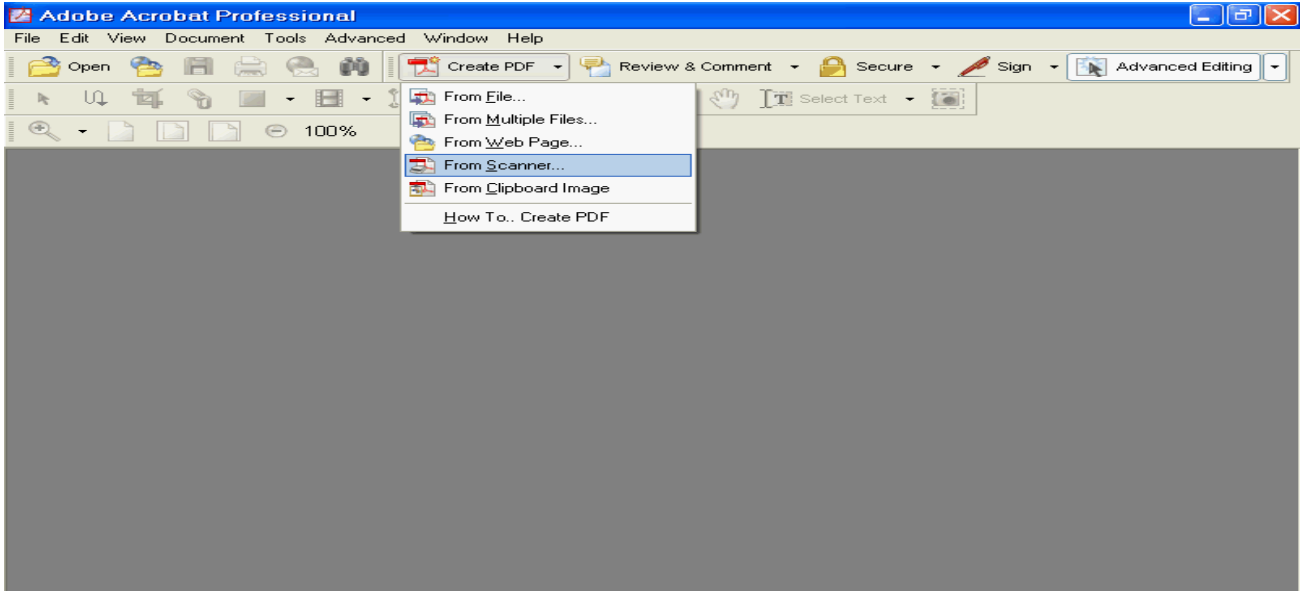 Adobe Acrobat Professional
File Edit View Document Tools Advanced Window Help
Open Create PDF Review & Comment Secure Sign Advanced Editing
Select Text
100%
From File...
From Multiple Files...
From Web Page...
From Scanner...
From Clipboard Image
How To.. Create PDF